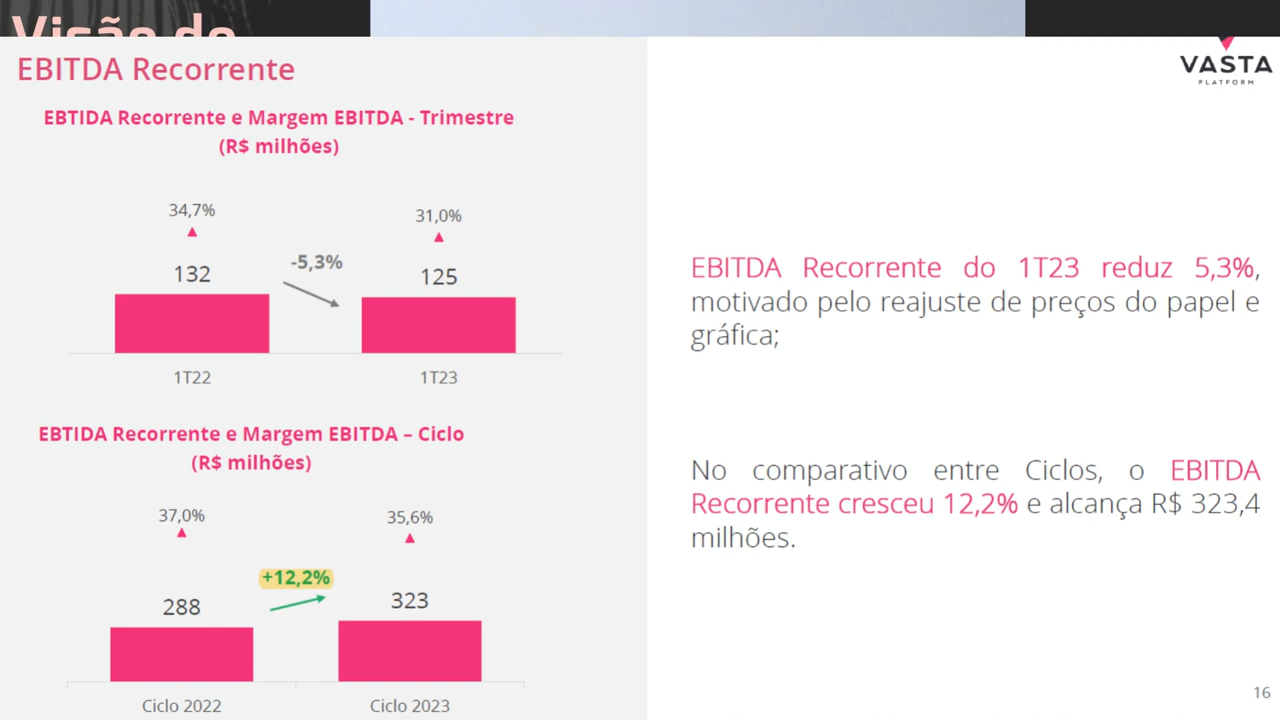 Visão do
EBITDA Recorrente
VASTA
PLATFORM
EBTIDA Recorrente e Margem EBITDA - Trimestre
(R$ milhões)
34,7%
▲
31,0%
▲
-5,3%
132
125
1T22
1T23
EBITDA Recorrente do 1T23 reduz 5,3%,
motivado pelo reajuste de preços do papel e
gráfica;
EBTIDA Recorrente e Margem EBITDA – Ciclo
(R$ milhões)
37,0%
▲
35,6%
▲
+12,2%
288
323
Ciclo 2022
Ciclo 2023
No comparativo entre Ciclos, o EBITDA
Recorrente cresceu 12,2% e alcança R$ 323,4
milhões.
16